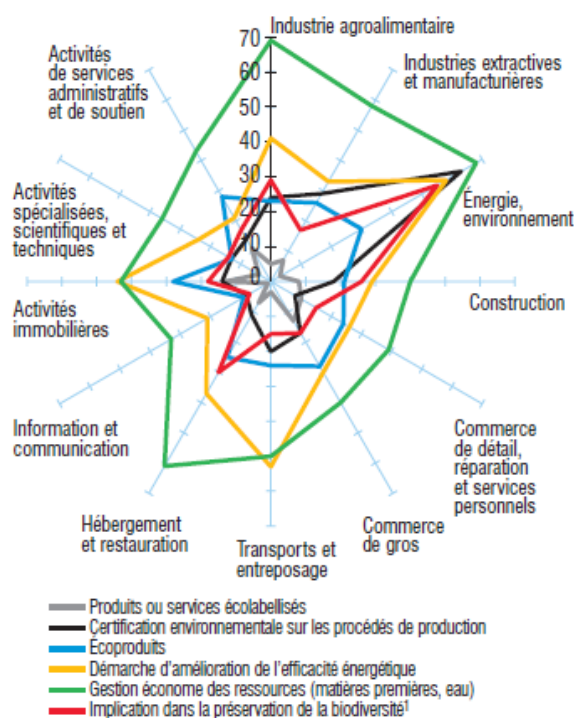 Industrie agroalimentaire
70
60
50
40
30
20
10
0
Industries extractives
et manufacturières
Énergie,
environnement
Construction
Commerce
de détail,
réparation
et services
personnels
Commerce
de gros
Transports et
entreposage
Hébergement
et restauration
Information et
communication
Activités
immobilières
Activités
spécialisées,
scientifiques et
techniques
Activités
de services
administratifs
et de soutien
Produits ou services écolabellisés
Certification environnementale sur les procédés de production
Écoproduits
Démarche d'amélioration de l'efficacité énergétique
Gestion économe des ressources (matières premières, eau)
Implication dans la préservation de la biodiversité¹